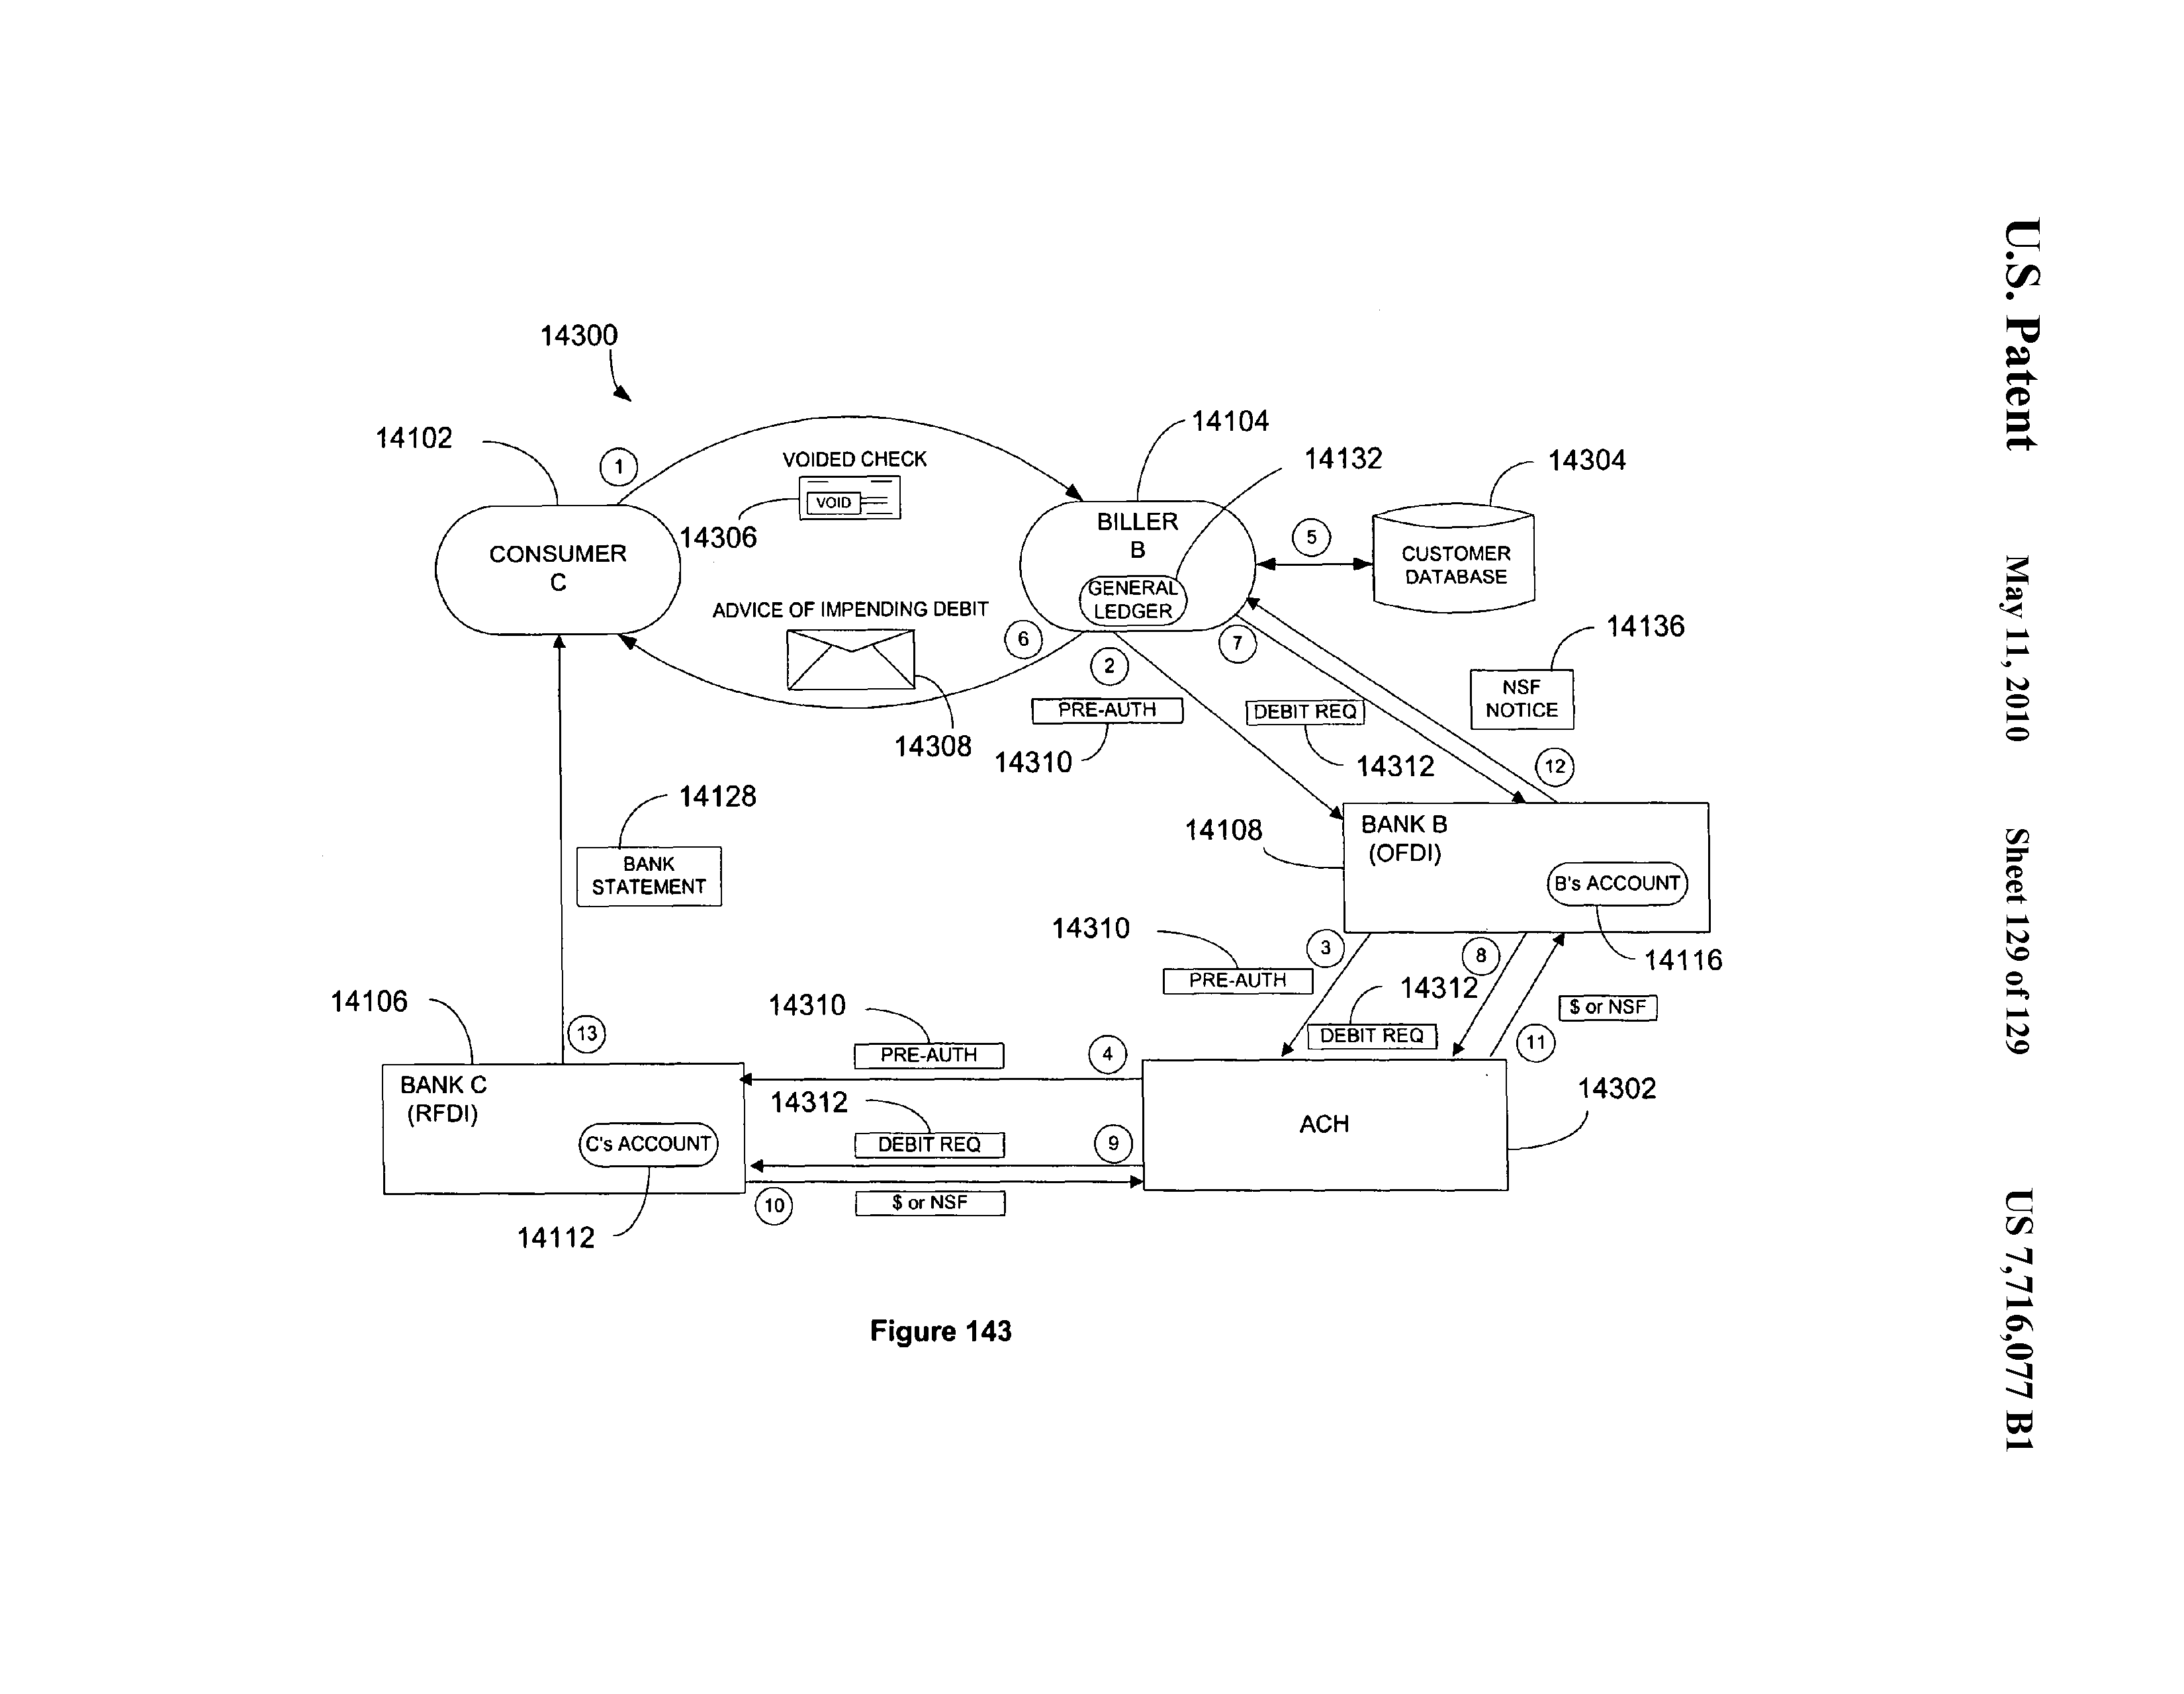 U.S. Patent May 11, 2010 Sheet 129 of 129 US 7,716,077 B1
14300
14102
1
VOIDED CHECK
VOID
14306
14104
14132
14304
CONSUMER
C
BILLER
B
GENERAL
LEDGER
5
CUSTOMER
DATABASE
ADVICE OF IMPENDING DEBIT
14308
6
2
7
PRE-AUTH
14310
DEBIT REQ
14312
14136
NSF
NOTICE
12
14128
BANK
STATEMENT
14108
BANK B
(OFDI)
B's ACCOUNT
14116
14310
3
PRE-AUTH
8
14312
DEBIT REQ
$ or NSF
11
14106
13
14310
PRE-AUTH
4
BANK C
(RFDI)
C's ACCOUNT
14112
14312
DEBIT REQ
9
10
$ or NSF
ACH
14302
Figure 143